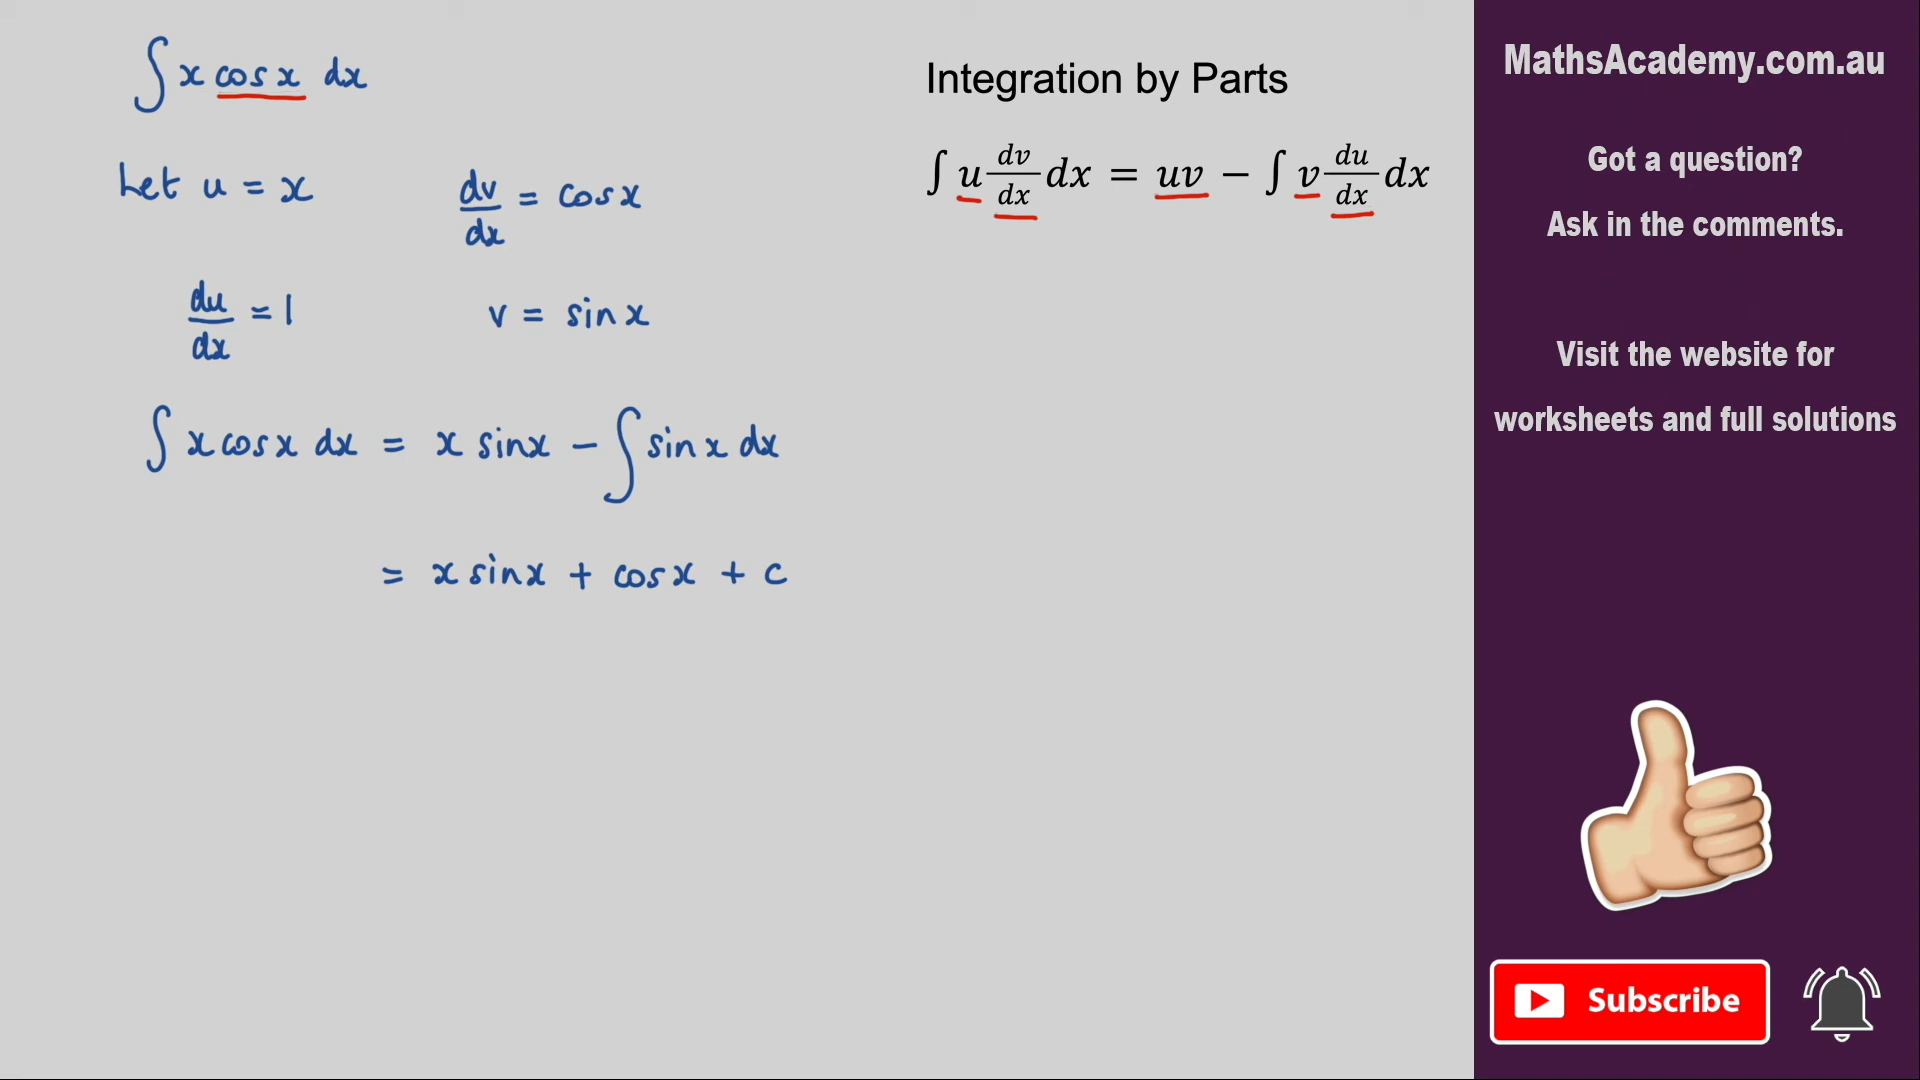 ∫ x cos x dx
Let u = x
dv/dx = cos x
du/dx = 1
v = sin x
∫ x cos x dx = x sin x − ∫ sin x dx
= x sin x + cos x + c
Integration by Parts
∫ u dv/dx dx = uv − ∫ v du/dx dx
MathsAcademy.com.au
Got a question?
Ask in the comments.
Visit the website for
worksheets and full solutions
Subscribe